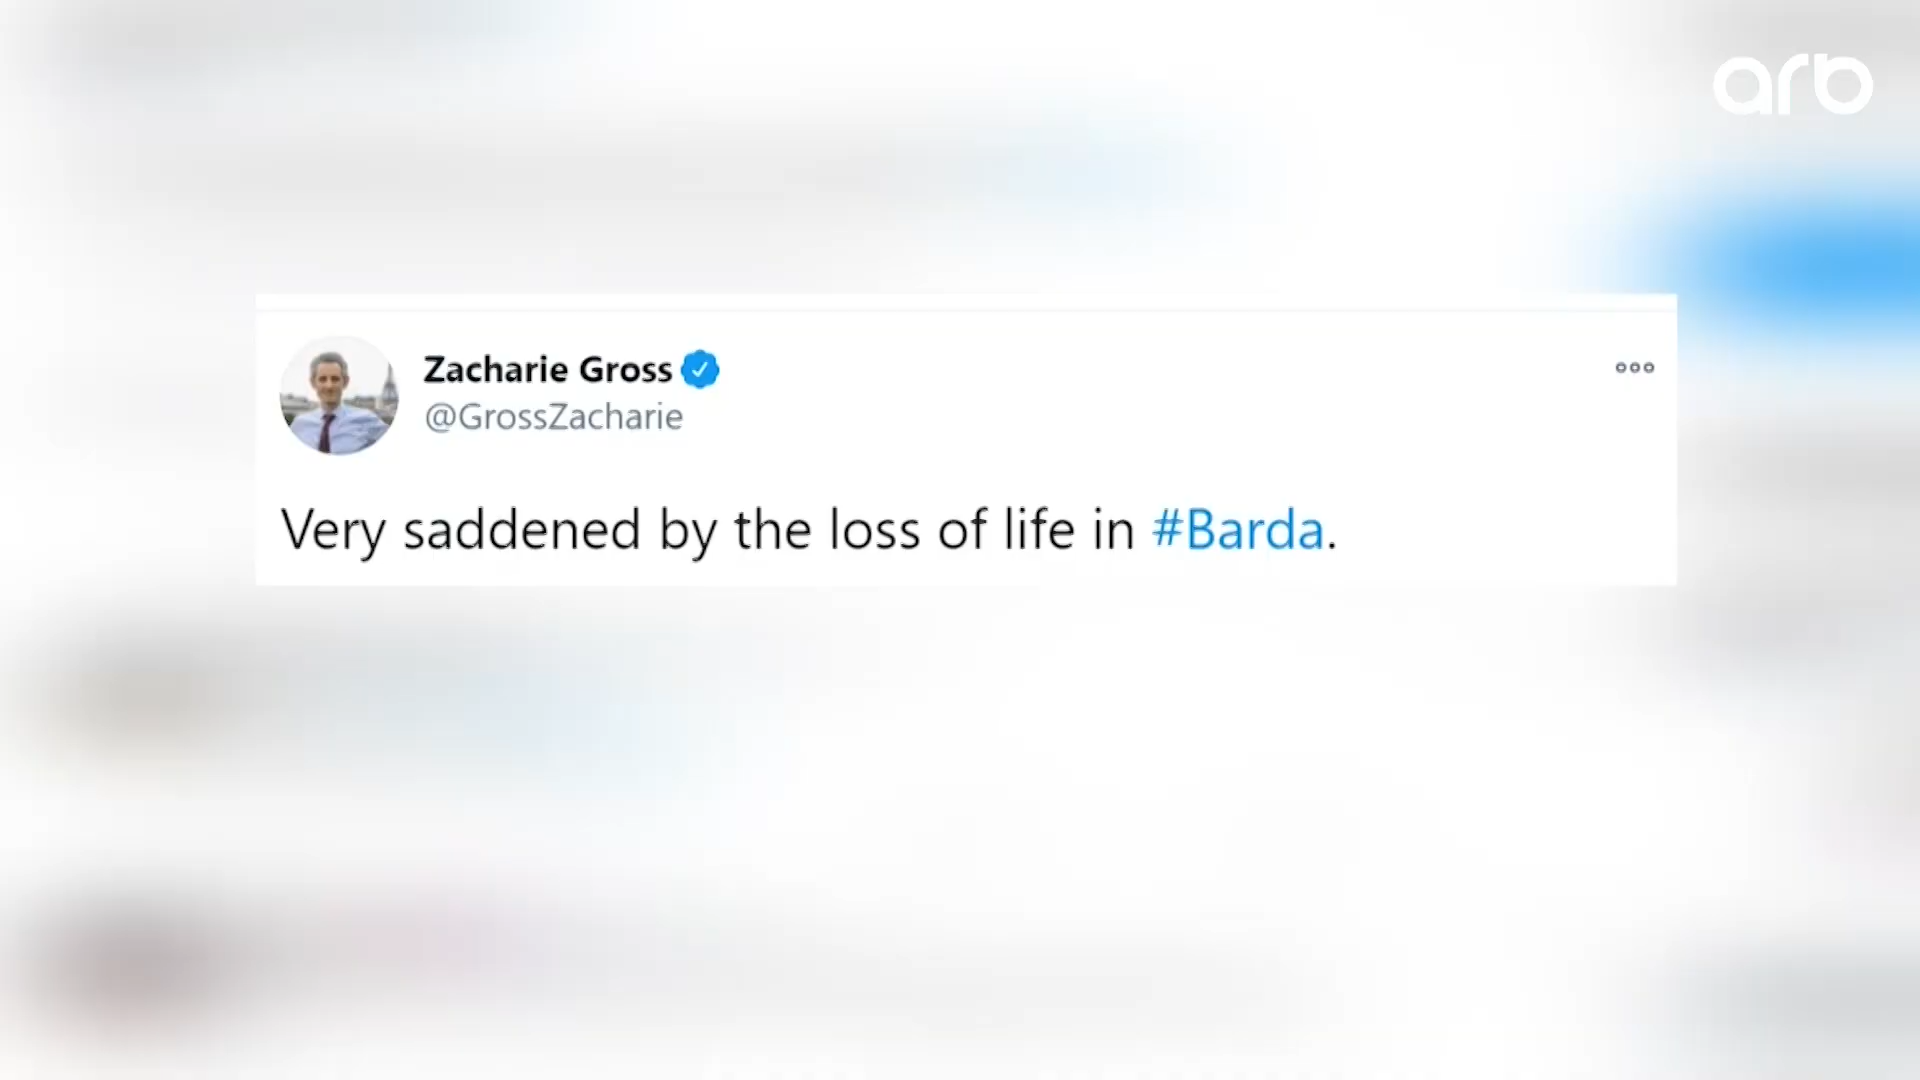 arb
Zacharie Gross
@GrossZacharie
Very saddened by the loss of life in #Barda.